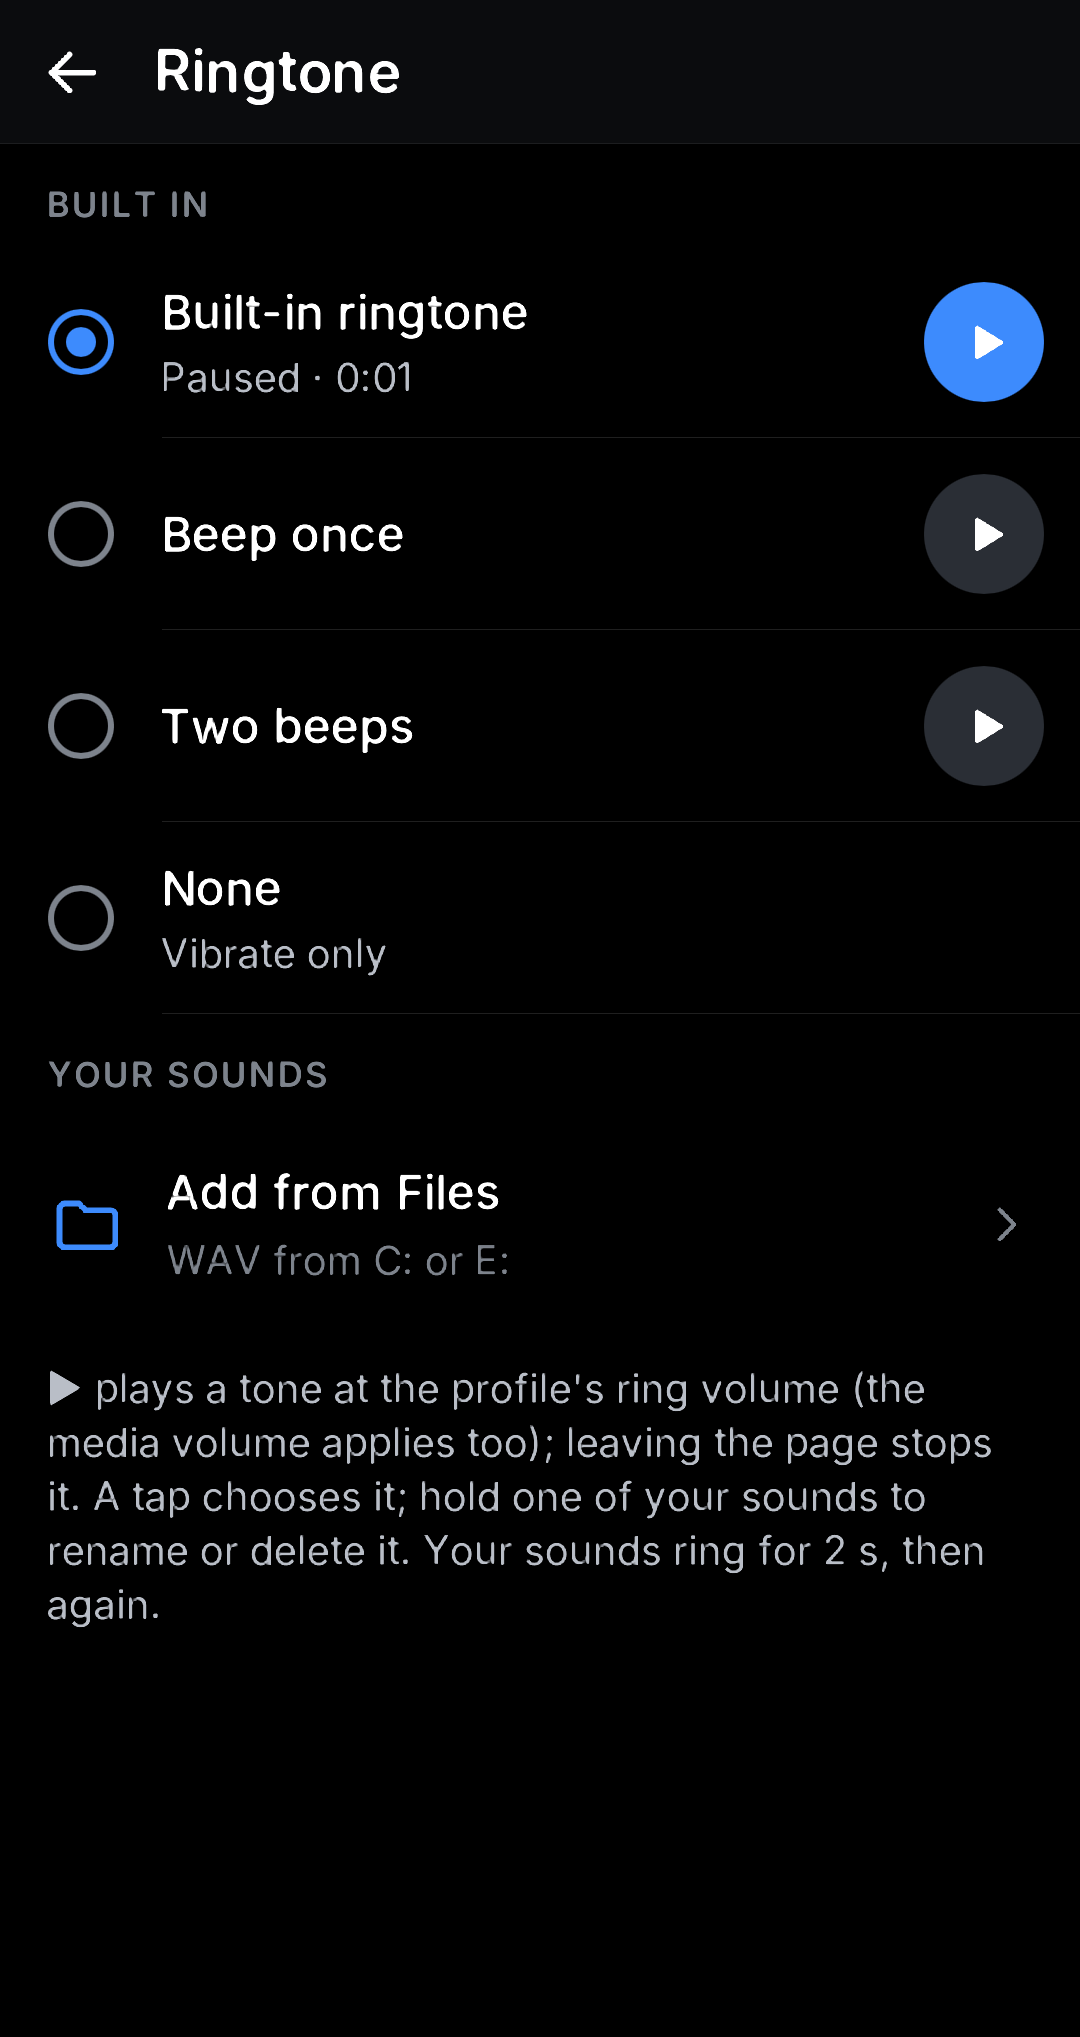 Ringtone
BUILT IN
Built-in ringtone
Paused · 0:01
Beep once
Two beeps
None
Vibrate only
YOUR SOUNDS
Add from Files
WAV from C: or E:
▶ plays a tone at the profile's ring volume (the
media volume applies too); leaving the page stops
it. A tap chooses it; hold one of your sounds to
rename or delete it. Your sounds ring for 2 s, then
again.